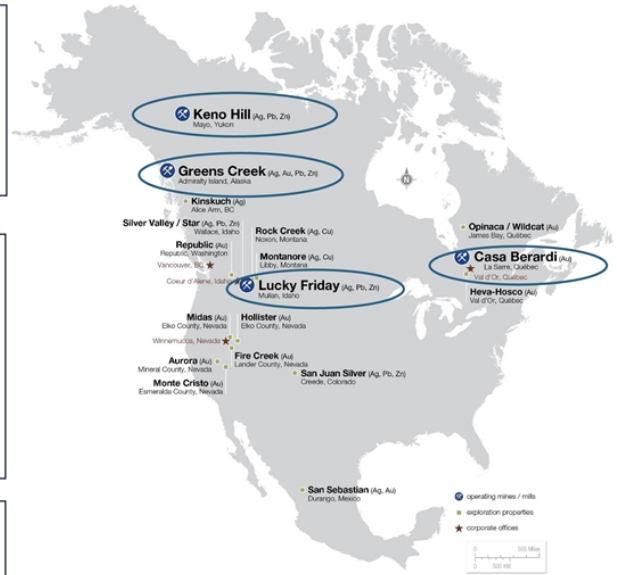 Keno Hill (Ag, Pb, Zn)
Mayo, Yukon
Greens Creek (Ag, Au, Pb, Zn)
Admiralty Island, Alaska
Kinskuch (Ag)
Alice Arm, BC
Silver Valley / Star (Ag, Pb, Zn)
Wallace, Idaho
Rock Creek (Ag, Cu)
Noxon, Montana
Republic (Au)
Republic, Washington
Vancouver, BC
Montanore (Ag, Cu)
Libby, Montana
Coeur d'Alene, Idaho
Lucky Friday (Ag, Pb, Zn)
Mullan, Idaho
Opinaca / Wildcat (Au)
James Bay, Québec
Casa Berardi (Au)
La Sarre, Québec
Val d'Or, Québec
Heva-Hosco (Au)
Val d'Or, Québec
Midas (Au)
Elko County, Nevada
Hollister (Au)
Elko County, Nevada
Winnemucca, Nevada
Fire Creek (Au)
Lander County, Nevada
Aurora (Au)
Mineral County, Nevada
Monte Cristo (Au)
Esmeralda County, Nevada
San Juan Silver (Ag, Pb, Zn)
Creede, Colorado
San Sebastian (Ag, Au)
Durango, Mexico
N
operating mines / mills
exploration properties
corporate offices
0 500 Miles
0 500 KM